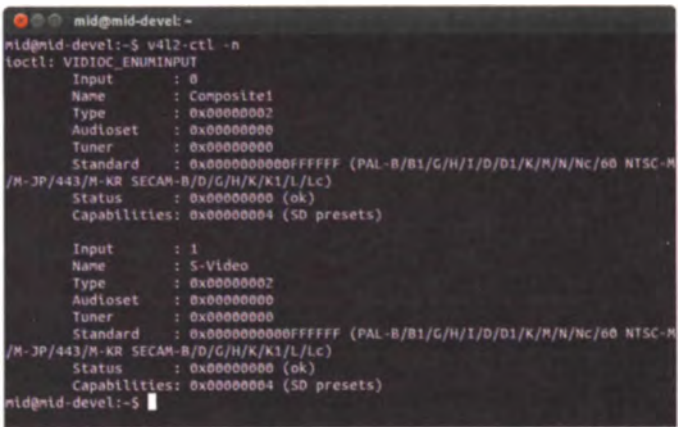 mid@mid-devel: ~
mid@mid-devel:~$ v4l2-ctl -n
ioctl: VIDIOC_ENUMINPUT
Input : 0
Name : Composite1
Type : 0x00000002
Audioset : 0x00000000
Tuner : 0x00000000
Standard : 0x0000000000FFFFFF (PAL-B/B1/G/H/I/D/D1/K/M/N/Nc/60 NTSC-M
/M-JP/443/M-KR SECAM-B/D/G/H/K/K1/L/Lc)
Status : 0x00000000 (ok)
Capabilities: 0x00000004 (SD presets)
Input : 1
Name : S-Video
Type : 0x00000002
Audioset : 0x00000000
Tuner : 0x00000000
Standard : 0x0000000000FFFFFF (PAL-B/B1/G/H/I/D/D1/K/M/N/Nc/60 NTSC-M
/M-JP/443/M-KR SECAM-B/D/G/H/K/K1/L/Lc)
Status : 0x00000000 (ok)
Capabilities: 0x00000004 (SD presets)
mid@mid-devel:~$